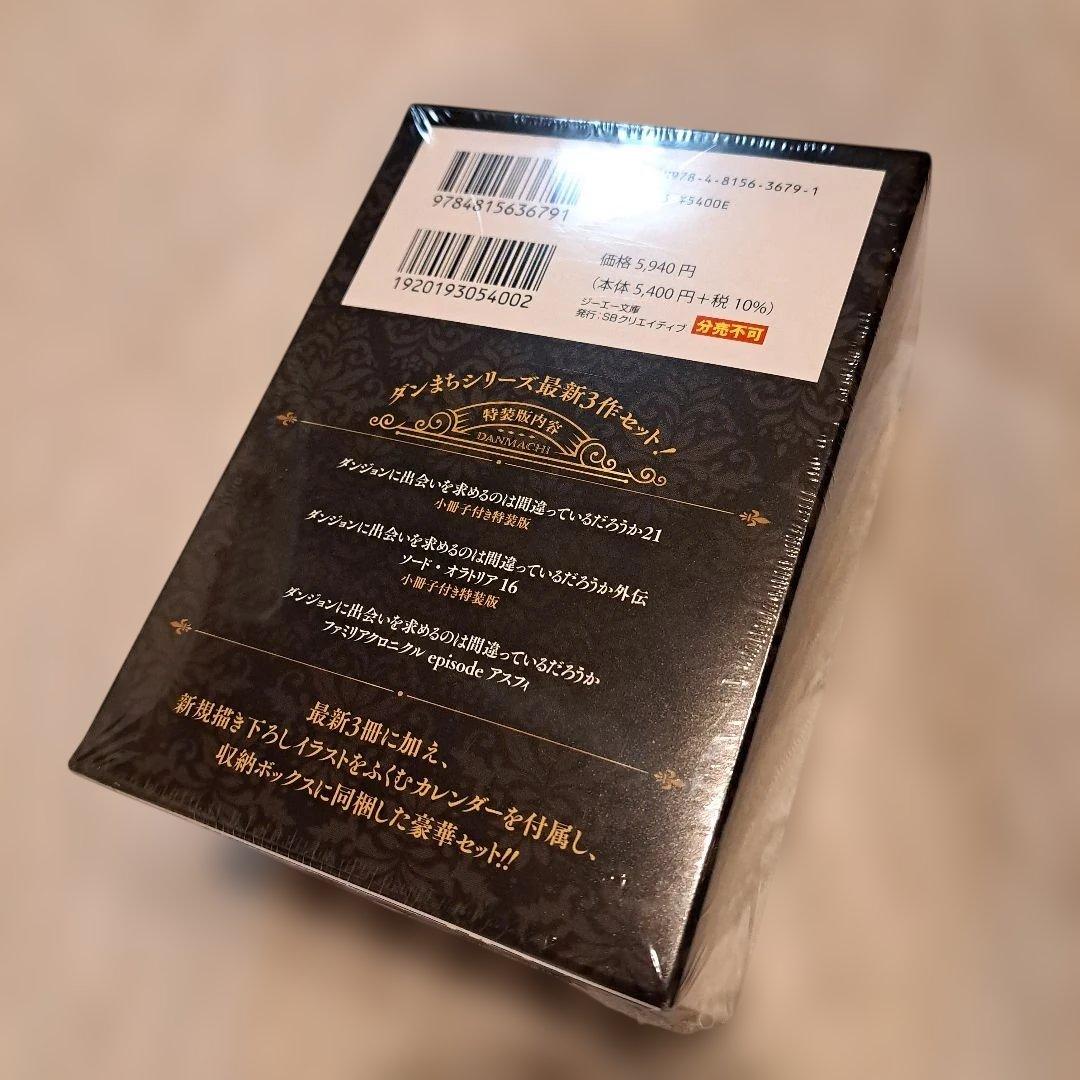 9784815636791
978-4-8156-3679-1
¥5400E
1920193054002
価格 5,940 円
(本体 5,400 円+税 10%)
ジーエー文庫
発行:SBクリエイティブ
分売不可
ダンまちシリーズ最新3作セット!
特装版内容
DANMACHI
ダンジョンに出会いを求めるのは間違っているだろうか21
小冊子付き特装版
ダンジョンに出会いを求めるのは間違っているだろうか外伝
ソード・オラトリア 16
小冊子付き特装版
ダンジョンに出会いを求めるのは間違っているだろうか
ファミリアクロニクル episode アスフィ
最新3冊に加え、
新規描き下ろしイラストをふくむカレンダーを付属し、
収納ボックスに同梱した豪華セット!!